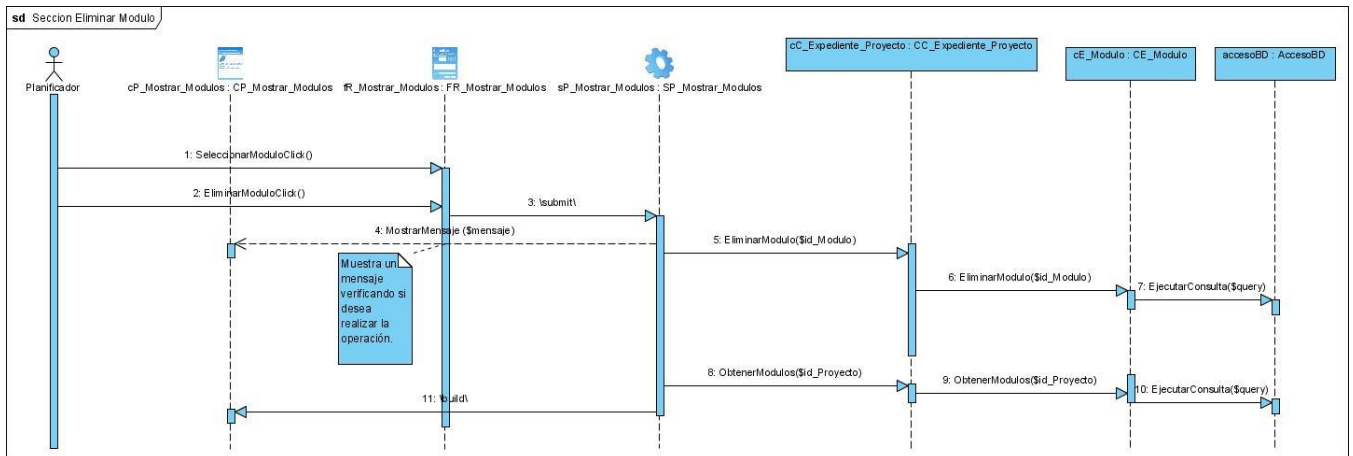 sd Seccion Eliminar Modulo
Planificador
cP_Mostrar_Modulos : CP_Mostrar_Modulos
fR_Mostrar_Modulos : FR_Mostrar_Modulos
sP_Mostrar_Modulos : SP_Mostrar_Modulos
cC_Expediente_Proyecto : CC_Expediente_Proyecto
cE_Modulo : CE_Modulo
accesoBD : AccesoBD
1: SeleccionarModuloClick()
2: EliminarModuloClick()
3: \submit\
4: MostrarMensaje ($mensaje)
5: EliminarModulo($id_Modulo)
Muestra un
mensaje
verificando si
desea
realizar la
operación.
6: EliminarModulo($id_Modulo)
7: EjecutarConsulta($query)
8: ObtenerModulos($id_Proyecto)
9: ObtenerModulos($id_Proyecto)
10: EjecutarConsulta($query)
11: \build\